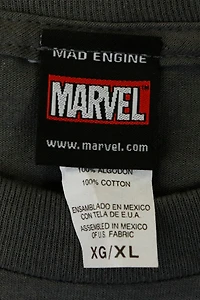 MAD ENGINE
MARVEL™
www.marvel.com
100% ALGODON
100% COTTON
ENSAMBLADO EN MEXICO
CON TELA DE E.U.A.
ASSEMBLED IN MEXICO
OF U.S. FABRIC
XG/XL